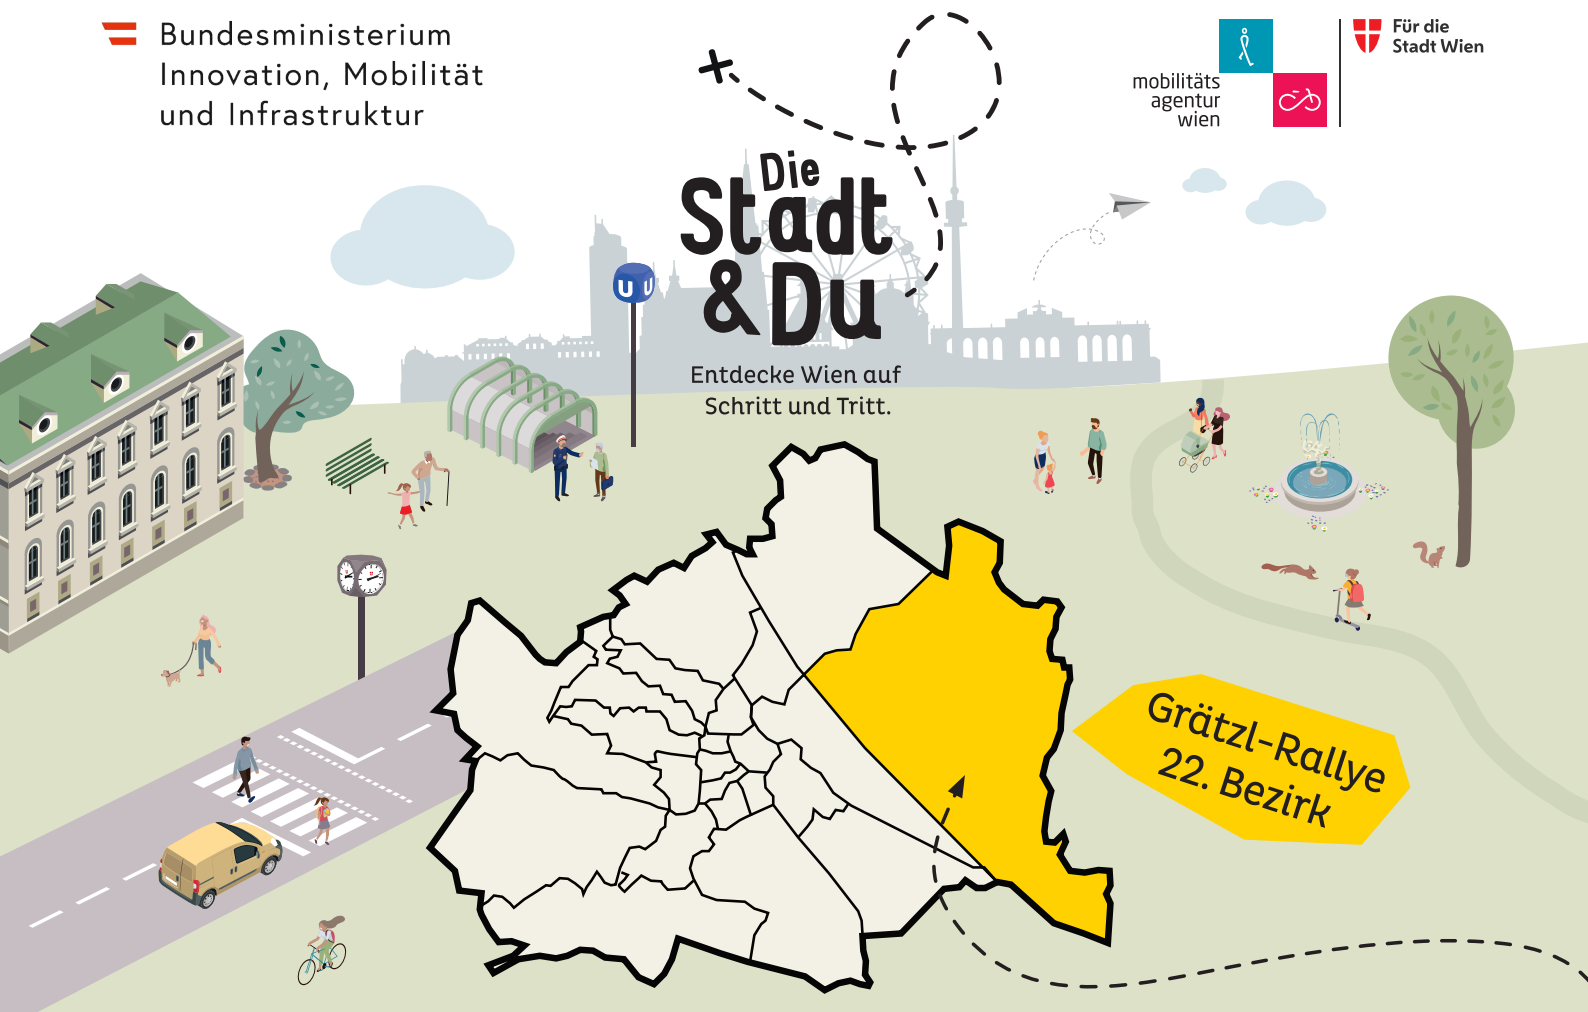 Bundesministerium
Innovation, Mobilität
und Infrastruktur
mobilitäts
agentur
wien
Für die
Stadt Wien
Die
Stadt
& Du
Entdecke Wien auf
Schritt und Tritt.
U U
Grätzl-Rallye
22. Bezirk